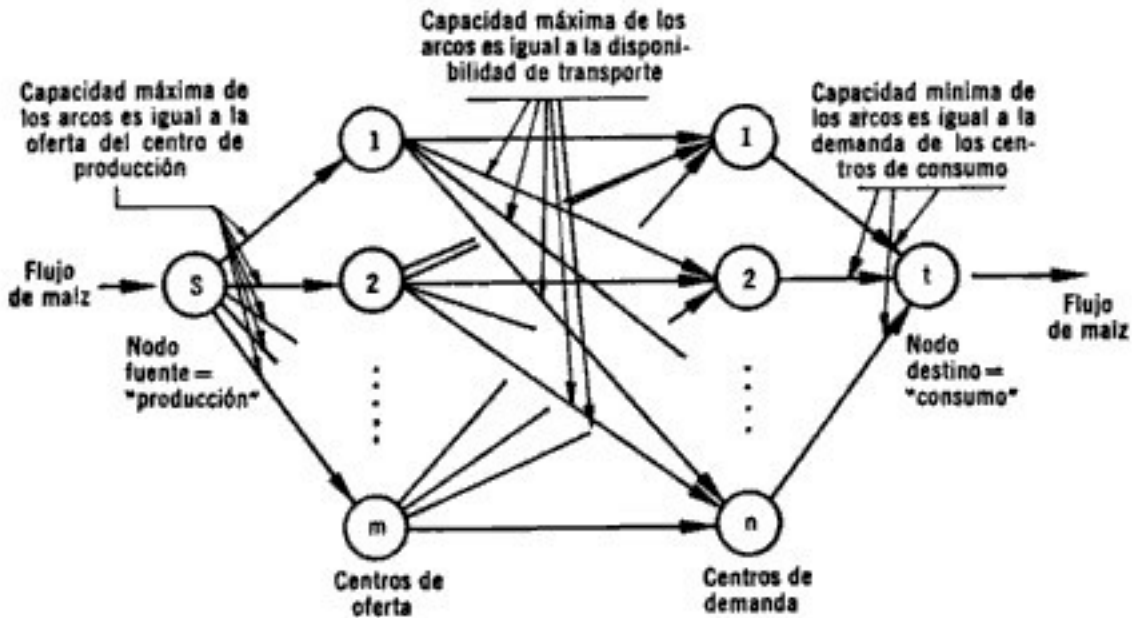 Capacidad máxima de los
arcos es igual a la disponi-
bilidad de transporte
Capacidad máxima de
los arcos es igual a la
oferta del centro de
producción
Capacidad mínima de
los arcos es igual a la
demanda de los cen-
tros de consumo
1
1
Flujo
de maíz
S
2
2
t
Flujo
de maíz
Nodo
fuente =
"producción"
Nodo
destino =
"consumo"
m
n
Centros de
oferta
Centros de
demanda